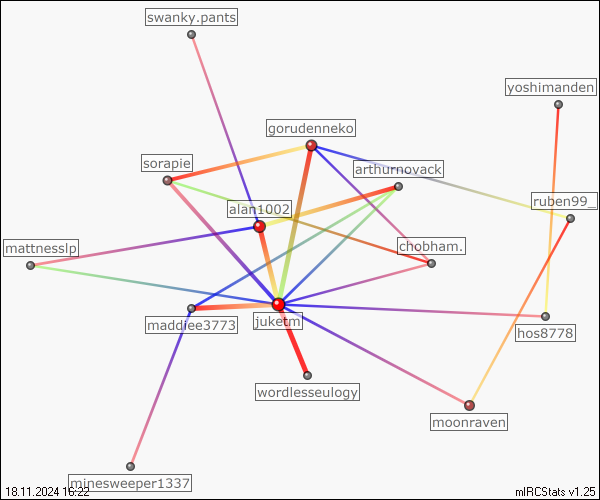 swanky.pants
yoshimanden
gorudenneko
sorapie
arthurnovack
ruben99_
alan1002
chobham.
mattnesslp
maddiee3773
juketm
hos8778
wordlesseulogy
moonraven
minesweeper1337
18.11.2024 16:22
mIRCStats v1.25